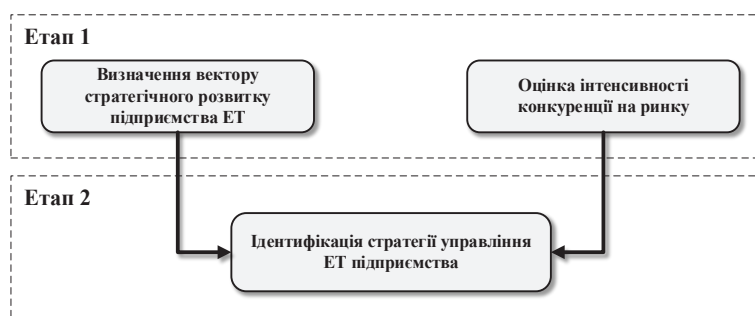 Етап 1
Визначення вектору
стратегічного розвитку
підприємства ЕТ
Оцінка інтенсивності
конкуренції на ринку
Етап 2
Ідентифікація стратегії управління
ЕТ підприємства